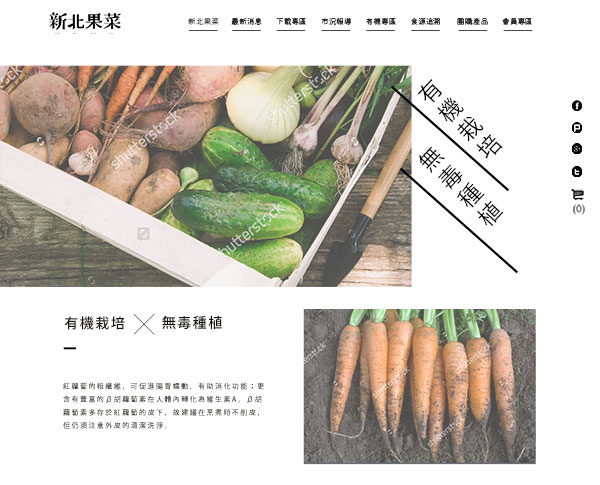 新北果菜
新北果菜 最新消息 下載專區 市況報導 有機專區 食源追溯 團購產品 會員專區
有機栽培
無毒種植
(0)
有機栽培 無毒種植
紅蘿蔔的粗纖維，可促進腸胃蠕動，有助消化功能；更
含有豐富的β胡蘿蔔素在人體內轉化為維生素A，β胡
蘿蔔素多存於紅蘿蔔的皮下，故建議在烹煮時不削皮，
但仍須注意外皮的清潔洗淨。
shutterstock
shutterstock
shutterstock
shutterstock